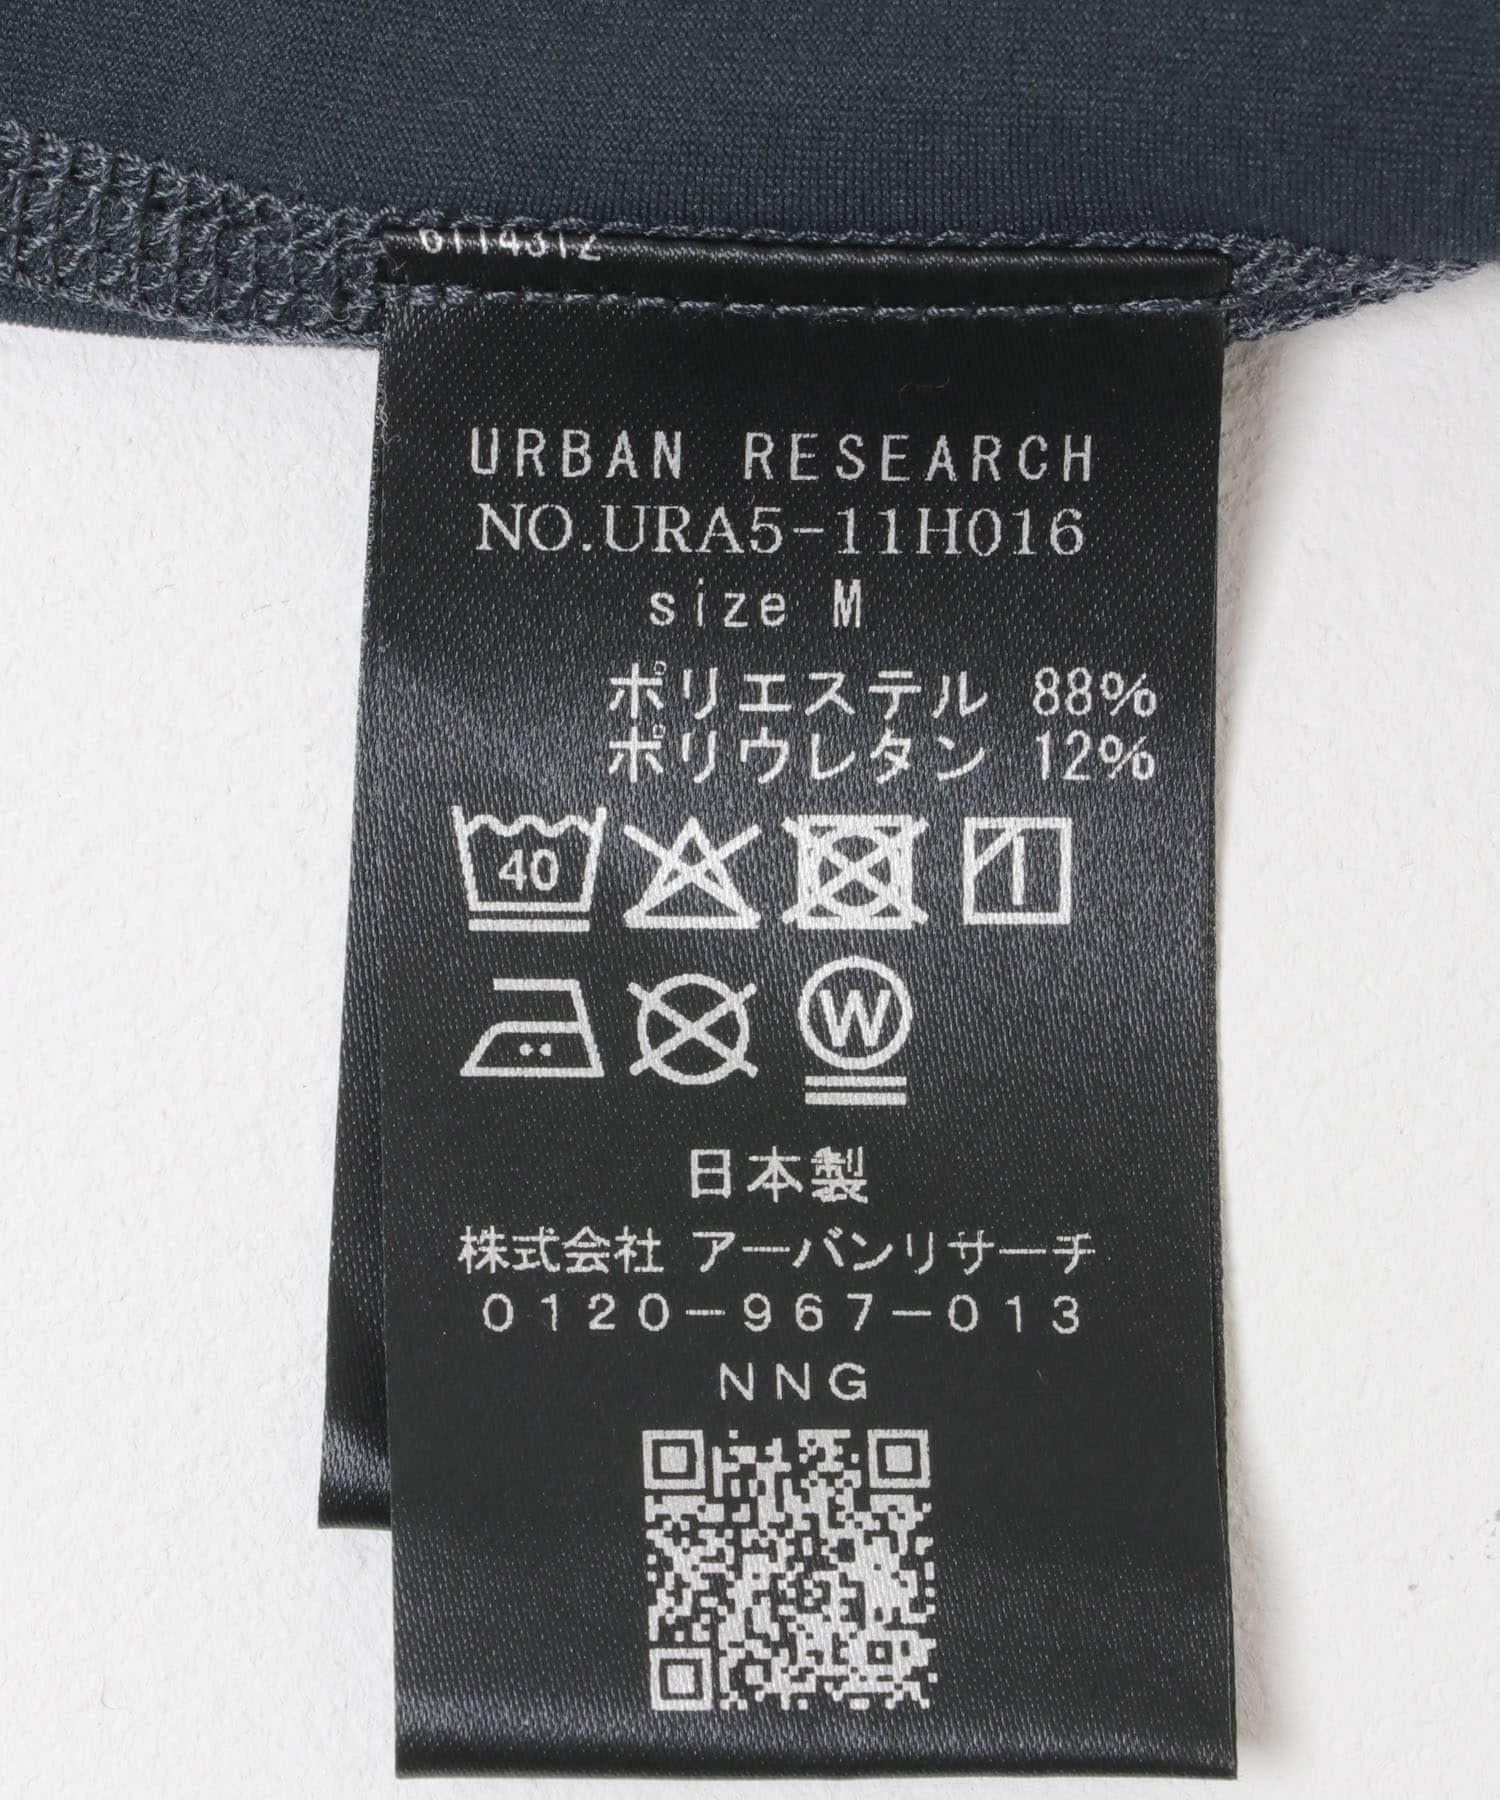 URBAN RESEARCH
NO.URA5-11H016
size M
ポリエステル 88%
ポリウレタン 12%
40
W
日本製
株式会社 アーバンリサーチ
0120-967-013
NNG